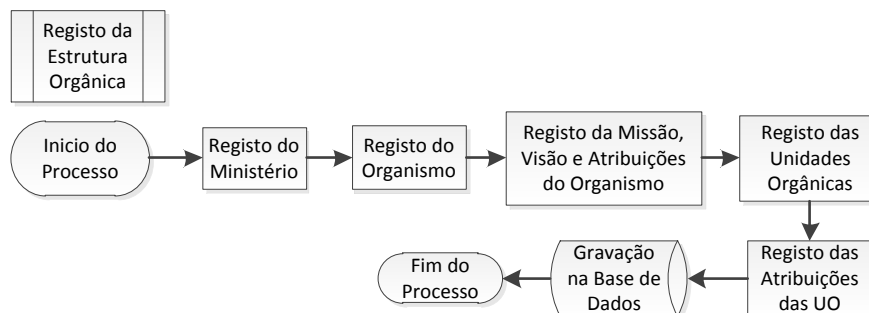 Registo da
Estrutura
Orgânica
Inicio do
Processo
Registo do
Ministério
Registo do
Organismo
Registo da Missão,
Visão e Atribuições
do Organismo
Registo das
Unidades
Orgânicas
Registo das
Atribuições
das UO
Gravação
na Base de
Dados
Fim do
Processo